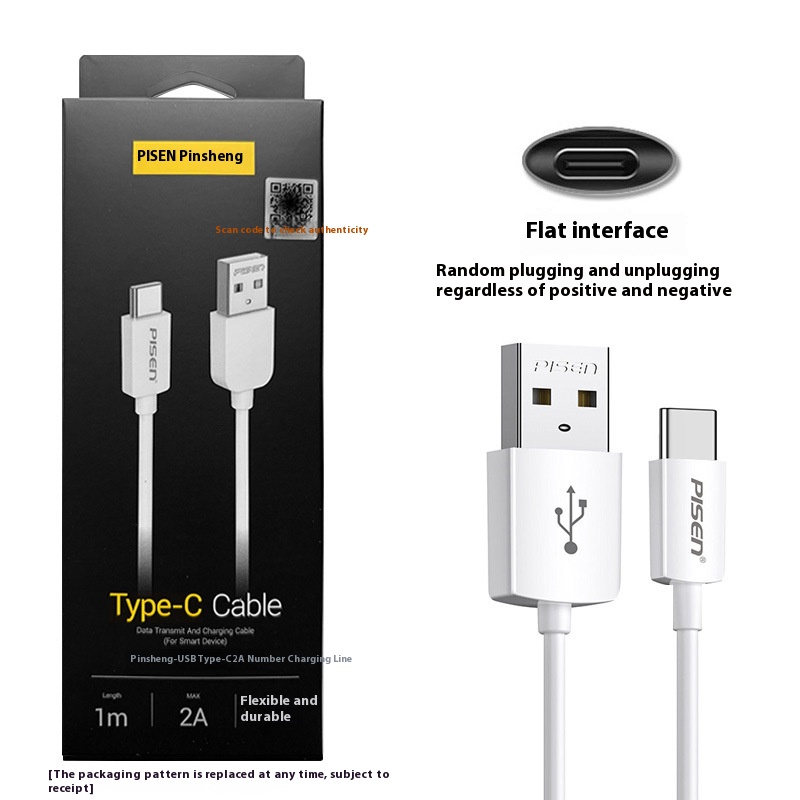 PISEN Pinsheng
Scan code to check authenticity
PISEN
PISEN
Type-C Cable
Data Transmit And Charging Cable
(For Smart Device)
Pinsheng-USB Type-C2A Number Charging Line
Length
1m
MAX
2A
Flexible and
durable
[The packaging pattern is replaced at any time, subject to
receipt]
Flat interface
Random plugging and unplugging
regardless of positive and negative
PISEN
PISEN®